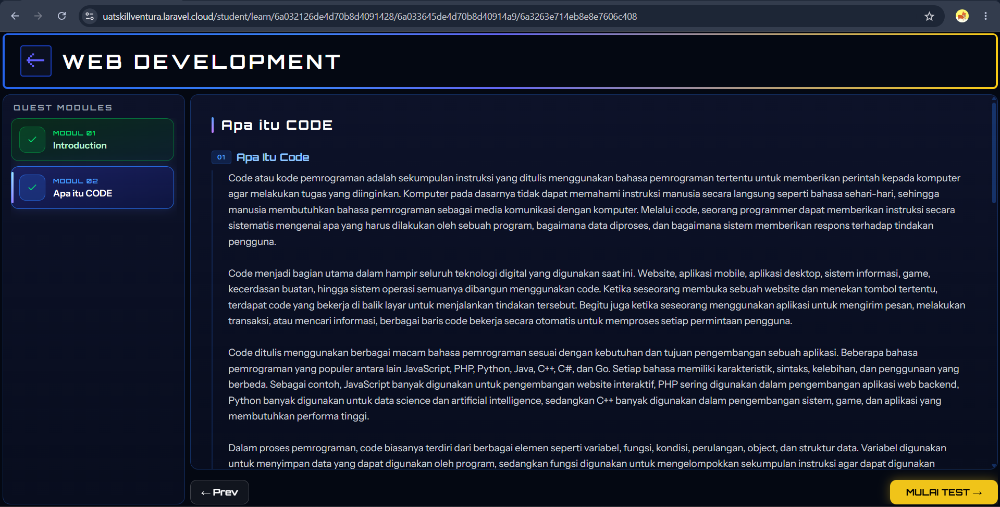 uatskillventura.laravel.cloud/student/learn/6a032126de4d70b8d4091428/6a033645de4d70b8d40914a9/6a3263e714eb8e8e7606c408
WEB DEVELOPMENT
QUEST MODULES
MODUL 01
Introduction
MODUL 02
Apa itu CODE
Apa itu CODE
01 Apa Itu Code
Code atau kode pemrograman adalah sekumpulan instruksi yang ditulis menggunakan bahasa pemrograman tertentu untuk memberikan perintah kepada komputer
agar melakukan tugas yang diinginkan. Komputer pada dasarnya tidak dapat memahami instruksi manusia secara langsung seperti bahasa sehari-hari, sehingga
manusia membutuhkan bahasa pemrograman sebagai media komunikasi dengan komputer. Melalui code, seorang programmer dapat memberikan instruksi secara
sistematis mengenai apa yang harus dilakukan oleh sebuah program, bagaimana data diproses, dan bagaimana sistem memberikan respons terhadap tindakan
pengguna.
Code menjadi bagian utama dalam hampir seluruh teknologi digital yang digunakan saat ini. Website, aplikasi mobile, aplikasi desktop, sistem informasi, game,
kecerdasan buatan, hingga sistem operasi semuanya dibangun menggunakan code. Ketika seseorang membuka sebuah website dan menekan tombol tertentu,
terdapat code yang bekerja di balik layar untuk menjalankan tindakan tersebut. Begitu juga ketika seseorang menggunakan aplikasi untuk mengirim pesan, melakukan
transaksi, atau mencari informasi, berbagai baris code bekerja secara otomatis untuk memproses setiap permintaan pengguna.
Code ditulis menggunakan berbagai macam bahasa pemrograman sesuai dengan kebutuhan dan tujuan pengembangan sebuah aplikasi. Beberapa bahasa
pemrograman yang populer antara lain JavaScript, PHP, Python, Java, C++, C#, dan Go. Setiap bahasa memiliki karakteristik, sintaks, kelebihan, dan penggunaan yang
berbeda. Sebagai contoh, JavaScript banyak digunakan untuk pengembangan website interaktif, PHP sering digunakan dalam pengembangan aplikasi web backend,
Python banyak digunakan untuk data science dan artificial intelligence, sedangkan C++ banyak digunakan dalam pengembangan sistem, game, dan aplikasi yang
membutuhkan performa tinggi.
Dalam proses pemrograman, code biasanya terdiri dari berbagai elemen seperti variabel, fungsi, kondisi, perulangan, object, dan struktur data. Variabel digunakan
untuk menyimpan data yang dapat digunakan oleh program, sedangkan fungsi digunakan untuk mengelompokkan sekumpulan instruksi agar dapat digunakan
← Prev
MULAI TEST →